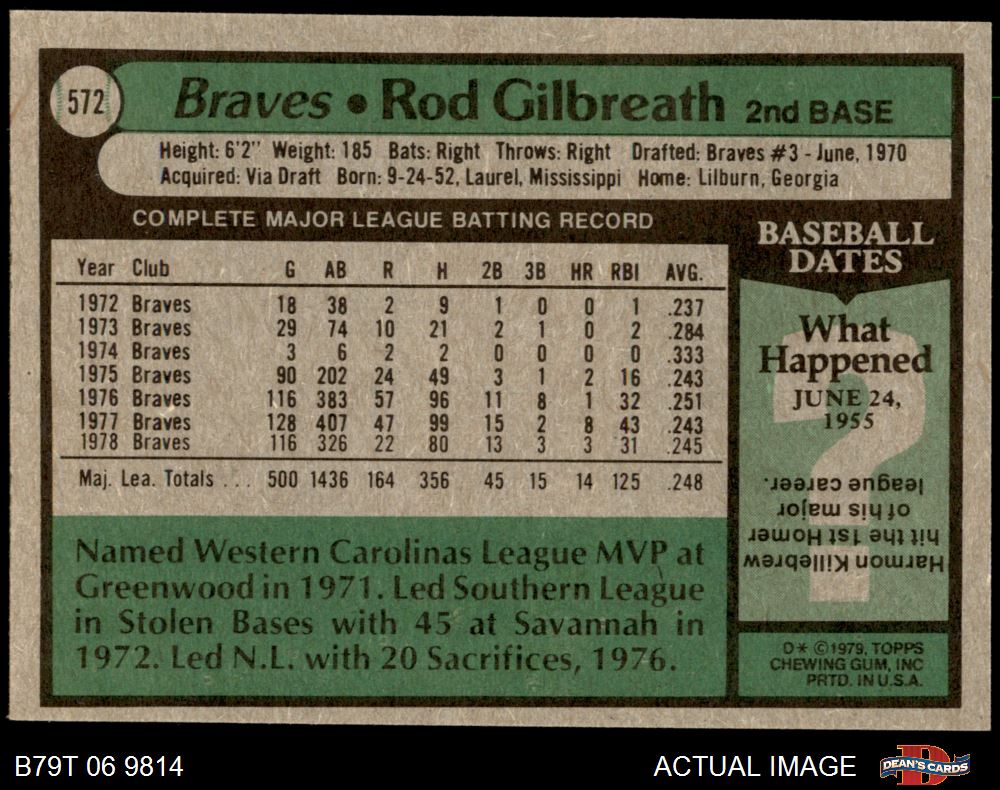 572
Braves • Rod Gilbreath 2nd BASE
Height: 6'2" Weight: 185 Bats: Right Throws: Right Drafted: Braves #3 - June, 1970
Acquired: Via Draft Born: 9-24-52, Laurel, Mississippi Home: Lilburn, Georgia
COMPLETE MAJOR LEAGUE BATTING RECORD
Year Club G AB R H 2B 3B HR RBI AVG.
1972 Braves 18 38 2 9 1 0 0 1 .237
1973 Braves 29 74 10 21 2 1 0 2 .284
1974 Braves 3 6 2 2 0 0 0 0 .333
1975 Braves 90 202 24 49 3 1 2 16 .243
1976 Braves 116 383 57 96 11 8 1 32 .251
1977 Braves 128 407 47 99 15 2 8 43 .243
1978 Braves 116 326 22 80 13 3 3 31 .245
Maj. Lea. Totals . . . 500 1436 164 356 45 15 14 125 .248
Named Western Carolinas League MVP at
Greenwood in 1971. Led Southern League
in Stolen Bases with 45 at Savannah in
1972. Led N.L. with 20 Sacrifices, 1976.
BASEBALL
DATES
What
Happened
JUNE 24,
1955
Harmon Killebrew
hit the 1st Homer
of his major
league career.
D* ©1979, TOPPS
CHEWING GUM, INC
PRTD. IN U.S.A.
B79T 06 9814
ACTUAL IMAGE
DEAN'S CARDS